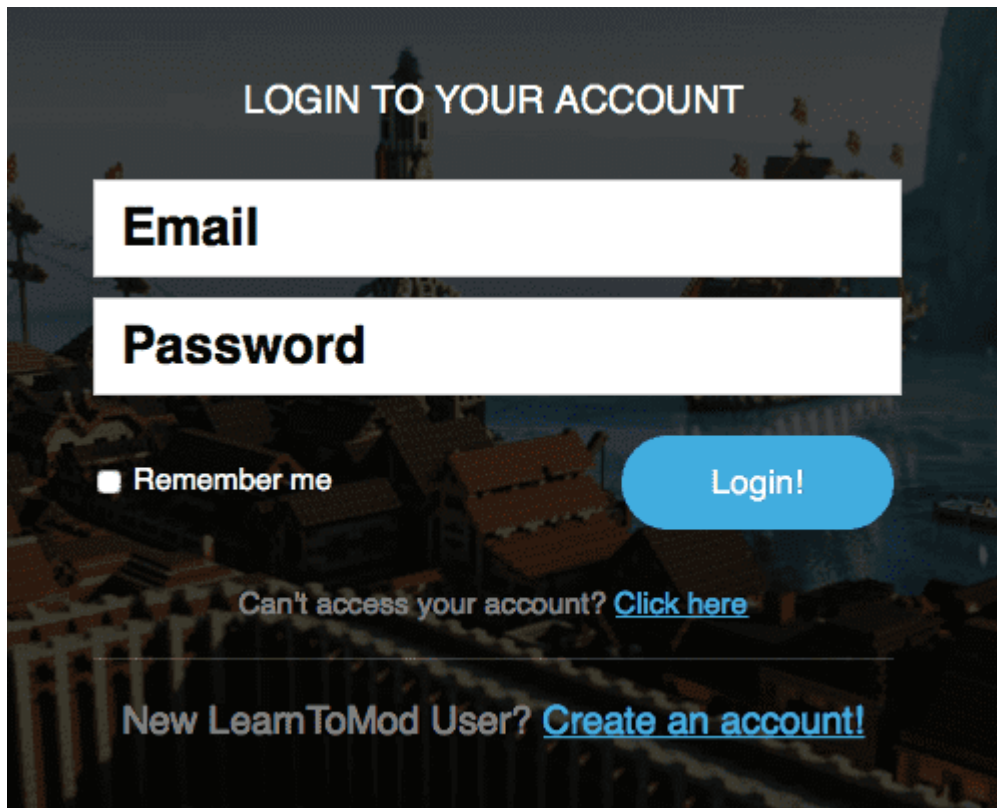 LOGIN TO YOUR ACCOUNT
Email
Password
Remember me
Login!
Can't access your account? Click here
New LearnToMod User? Create an account!